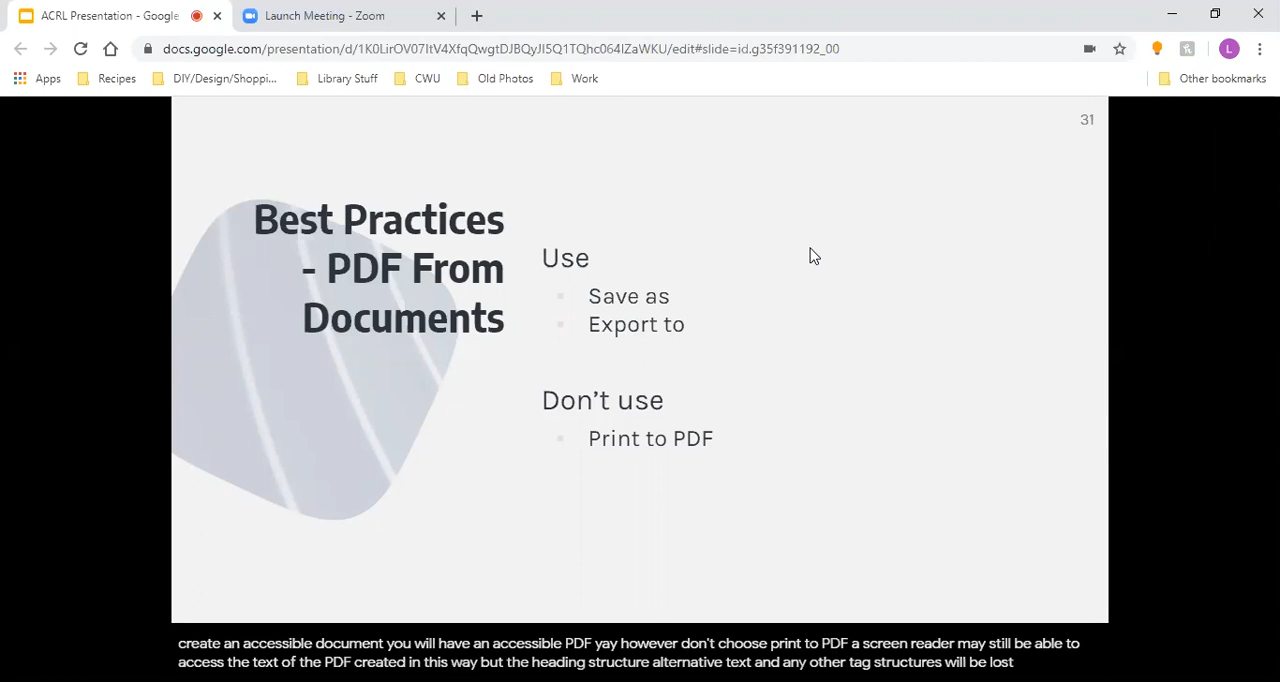 ACRL Presentation - Google
Launch Meeting - Zoom
docs.google.com/presentation/d/1K0LirOV07ItV4XfqQwgtDJBQyJI5Q1TQhc064lZaWKU/edit#slide=id.g35f391192_00
L
Apps
Recipes
DIY/Design/Shoppi...
Library Stuff
CWU
Old Photos
Work
Other bookmarks
31
Best Practices
- PDF From
Documents
Use
Save as
Export to
Don't use
Print to PDF
create an accessible document you will have an accessible PDF yay however don't choose print to PDF a screen reader may still be able to
access the text of the PDF created in this way but the heading structure alternative text and any other tag structures will be lost